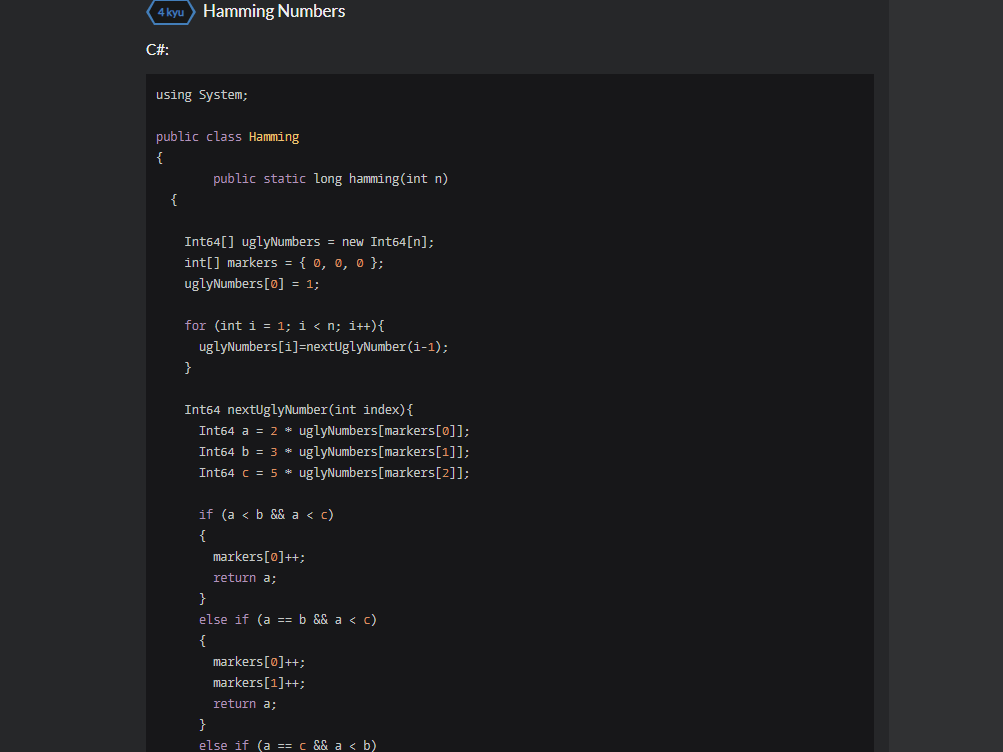 4 kyu Hamming Numbers
C#:
using System;
public class Hamming
{
public static long hamming(int n)
{
Int64[] uglyNumbers = new Int64[n];
int[] markers = { 0, 0, 0 };
uglyNumbers[0] = 1;
for (int i = 1; i < n; i++){
uglyNumbers[i]=nextUglyNumber(i-1);
}
Int64 nextUglyNumber(int index){
Int64 a = 2 * uglyNumbers[markers[0]];
Int64 b = 3 * uglyNumbers[markers[1]];
Int64 c = 5 * uglyNumbers[markers[2]];
if (a < b && a < c)
{
markers[0]++;
return a;
}
else if (a == b && a < c)
{
markers[0]++;
markers[1]++;
return a;
}
else if (a == c && a < b)